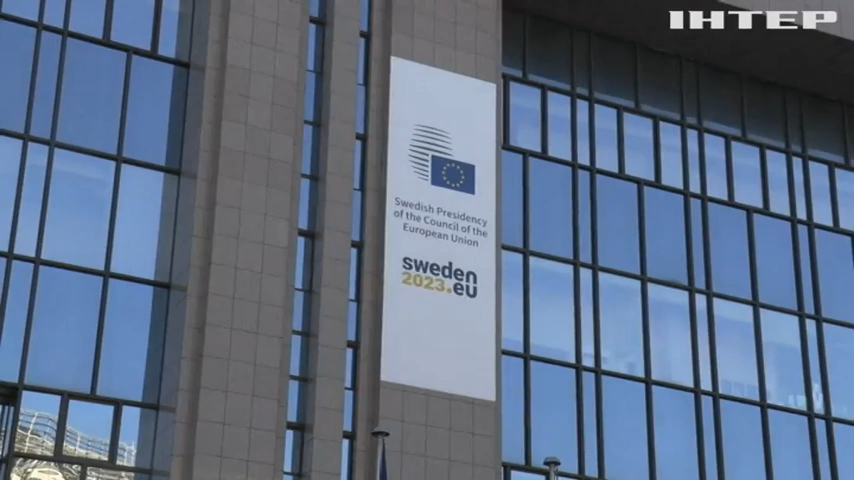 ІНТЕР
Swedish Presidency
of the Council of the
European Union
sweden
2023.eu